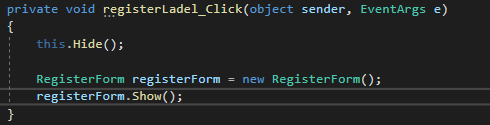 private void registerLadel_Click(object sender, EventArgs e)
{
this.Hide();
RegisterForm registerForm = new RegisterForm();
registerForm.Show();
}